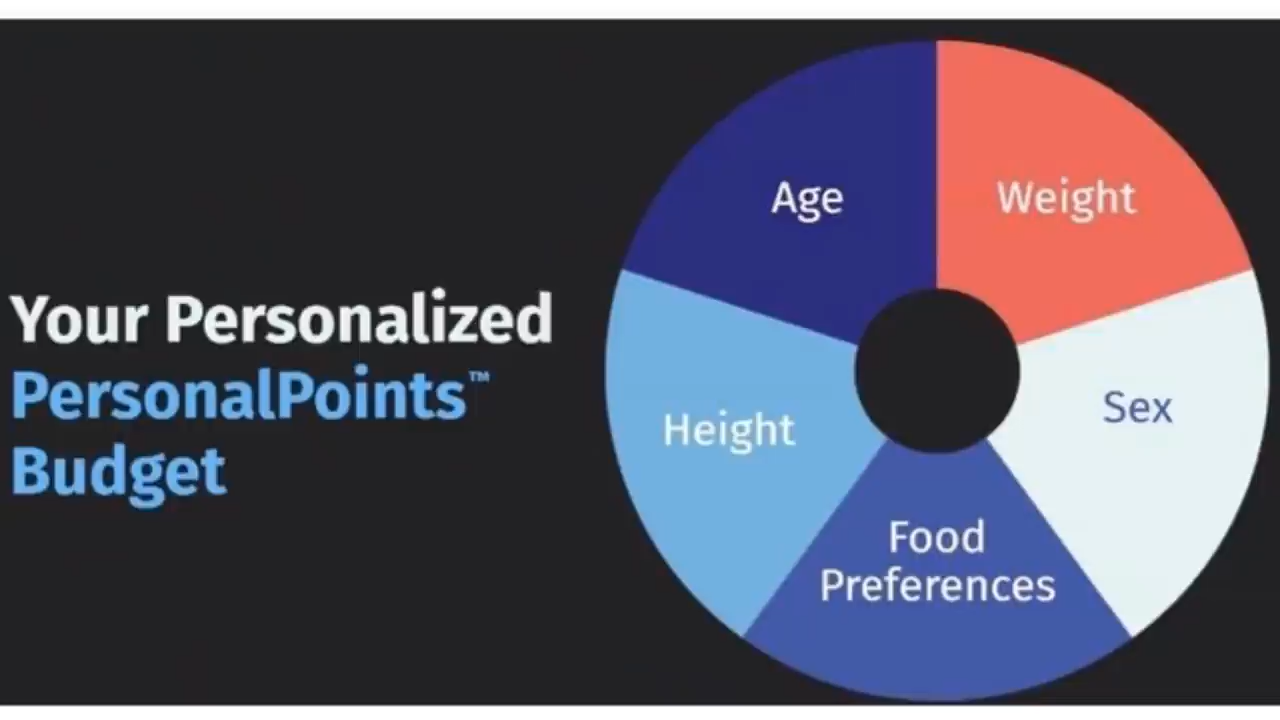 Your Personalized
PersonalPoints™
Budget
Age
Weight
Height
Sex
Food
Preferences